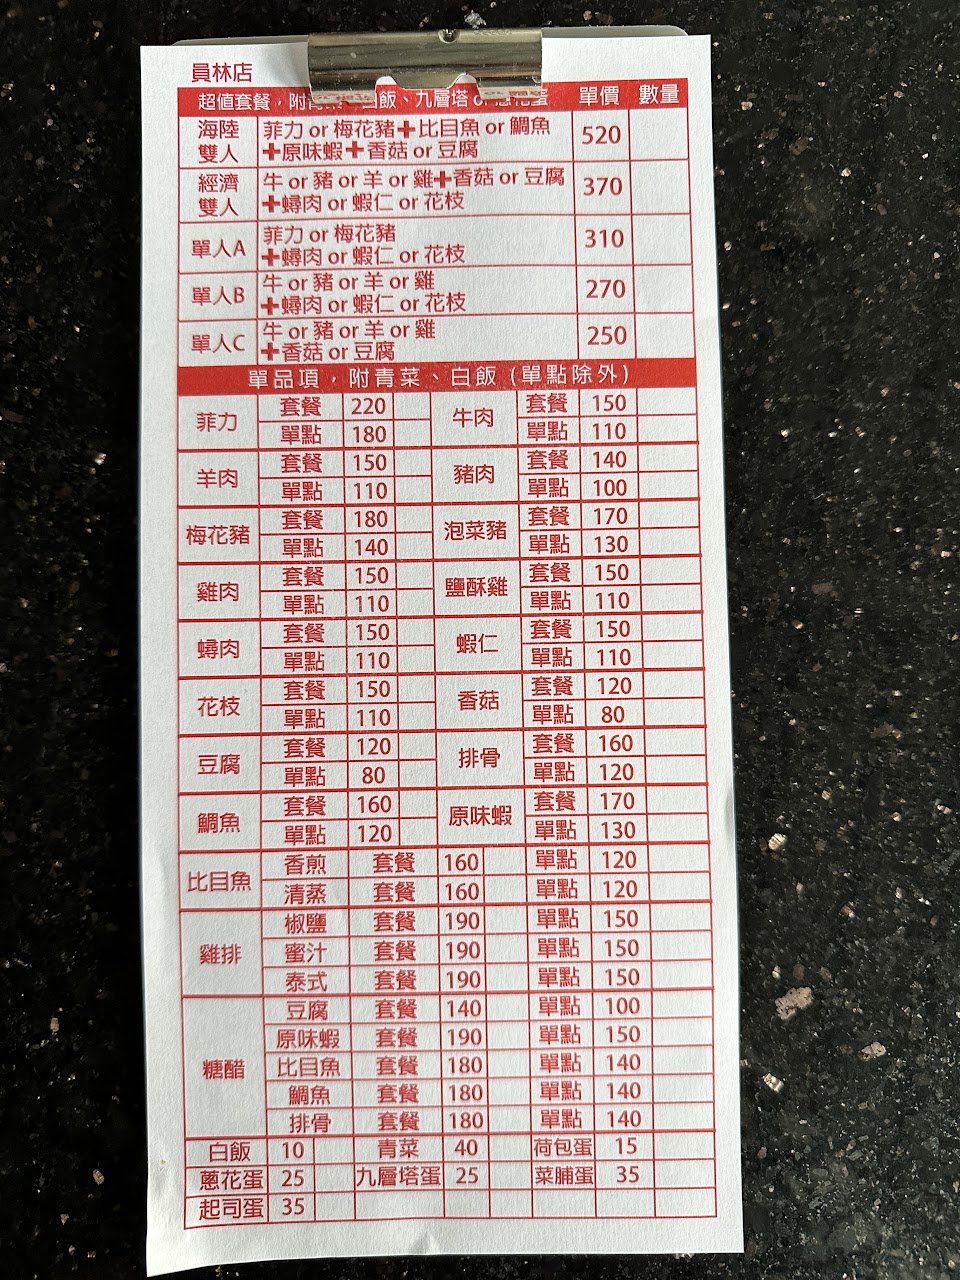 員林店
超值套餐，附青菜、白飯、九層塔 or 蔥花蛋 單價 數量
海陸雙人 菲力 or 梅花豬+比目魚 or 鯛魚 520
+原味蝦+香菇 or 豆腐
經濟雙人 牛 or 豬 or 羊 or 雞+香菇 or 豆腐 370
+蟳肉 or 蝦仁 or 花枝
單人A 菲力 or 梅花豬 310
+蟳肉 or 蝦仁 or 花枝
單人B 牛 or 豬 or 羊 or 雞 270
+蟳肉 or 蝦仁 or 花枝
單人C 牛 or 豬 or 羊 or 雞 250
+香菇 or 豆腐
單品項，附青菜、白飯 (單點除外)
菲力 套餐 220 牛肉 套餐 150
單點 180 單點 110
羊肉 套餐 150 豬肉 套餐 140
單點 110 單點 100
梅花豬 套餐 180 泡菜豬 套餐 170
單點 140 單點 130
雞肉 套餐 150 鹽酥雞 套餐 150
單點 110 單點 110
蟳肉 套餐 150 蝦仁 套餐 150
單點 110 單點 110
花枝 套餐 150 香菇 套餐 120
單點 110 單點 80
豆腐 套餐 120 排骨 套餐 160
單點 80 單點 120
鯛魚 套餐 160 原味蝦 套餐 170
單點 120 單點 130
比目魚 香煎 套餐 160 單點 120
清蒸 套餐 160 單點 120
雞排 椒鹽 套餐 190 單點 150
蜜汁 套餐 190 單點 150
泰式 套餐 190 單點 150
糖醋 豆腐 套餐 140 單點 100
原味蝦 套餐 190 單點 150
比目魚 套餐 180 單點 140
鯛魚 套餐 180 單點 140
排骨 套餐 180 單點 140
白飯 10 青菜 40 荷包蛋 15
蔥花蛋 25 九層塔蛋 25 菜脯蛋 35
起司蛋 35